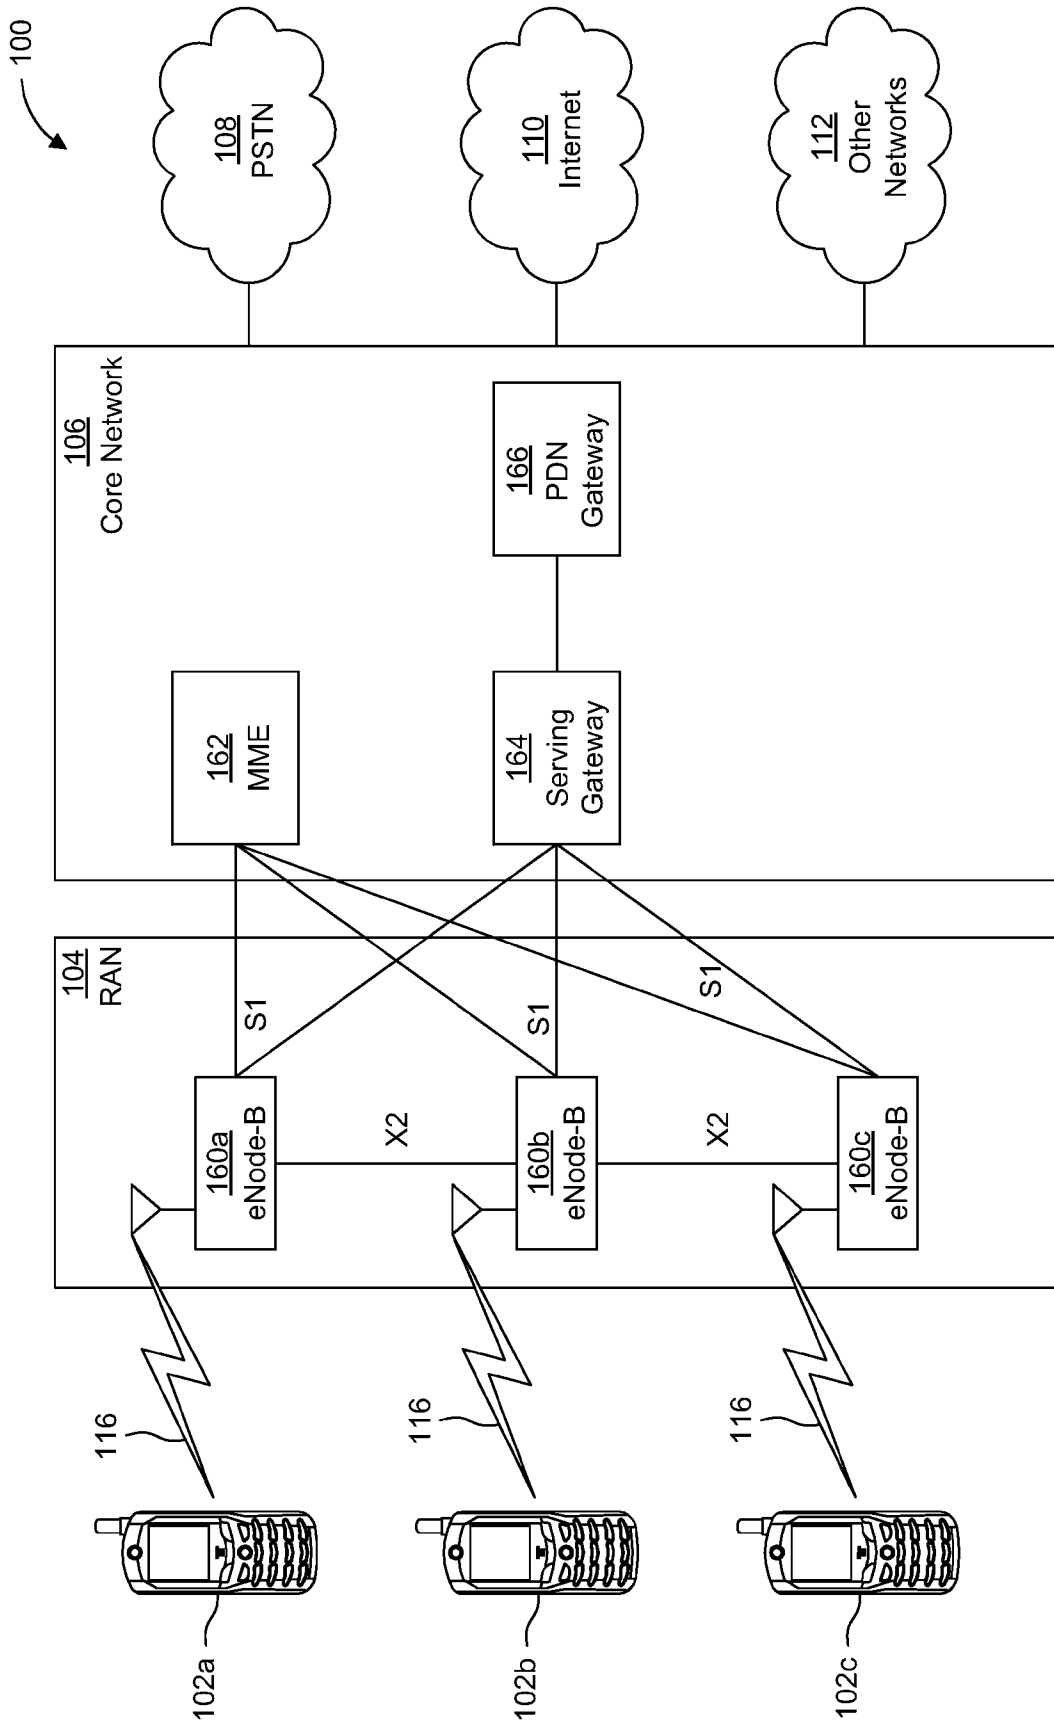 100
108
PSTN
110
Internet
112
Other
Networks
106
Core Network
166
PDN
Gateway
162
MME
164
Serving
Gateway
104
RAN
S1
S1
S1
160a
eNode-B
X2
160b
eNode-B
X2
160c
eNode-B
116
116
116
102a
102b
102c